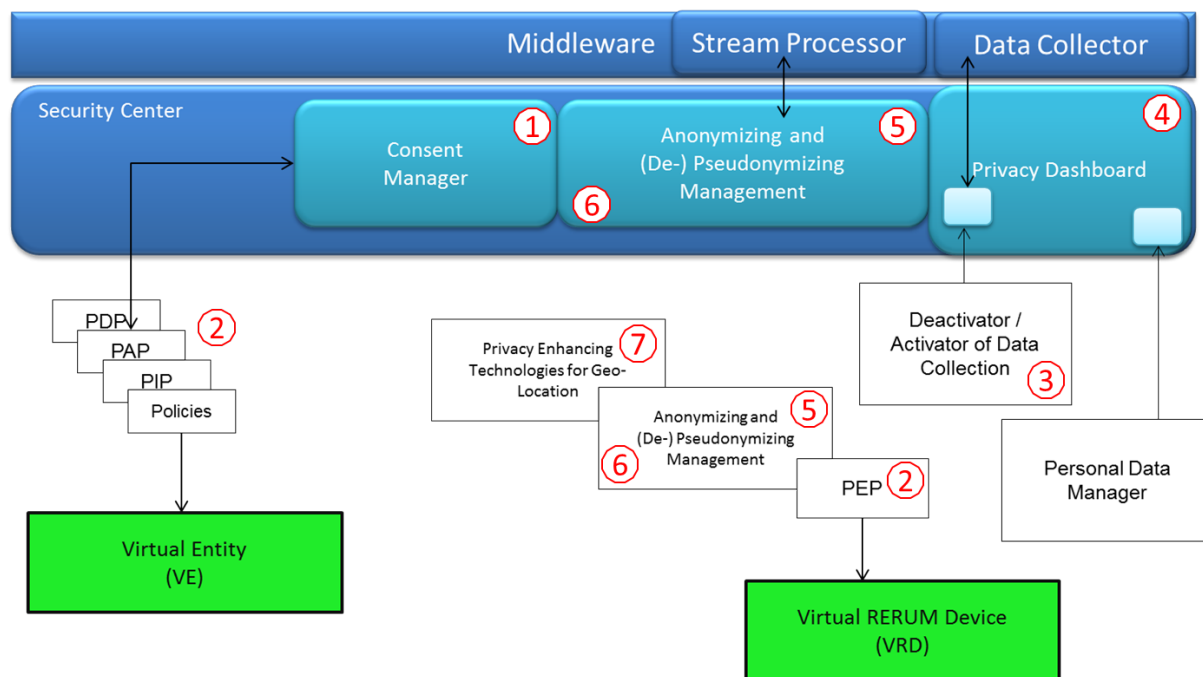 Middleware
Stream Processor
Data Collector
Security Center
1
Consent
Manager
5
Anonymizing and
(De-) Pseudonymizing
Management
6
4
Privacy Dashboard
PDP
2
PAP
PIP
Policies
Virtual Entity
(VE)
7
Privacy Enhancing
Technologies for Geo-
Location
5
Anonymizing and
(De-) Pseudonymizing
Management
6
PEP
2
Virtual RERUM Device
(VRD)
Deactivator /
Activator of Data
Collection
3
Personal Data
Manager